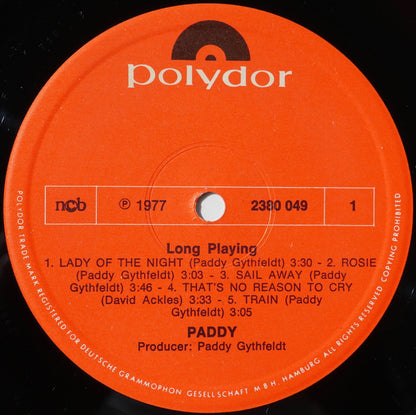 polydor
ncb
℗ 1977
2380 049
1
Long Playing
1. LADY OF THE NIGHT (Paddy Gythfeldt) 3:30 - 2. ROSIE
(Paddy Gythfeldt) 3:03 - 3. SAIL AWAY (Paddy
Gythfeldt) 3:46 - 4. THAT'S NO REASON TO CRY
(David Ackles) 3:33 - 5. TRAIN (Paddy
Gythfeldt) 3:05
PADDY
Producer: Paddy Gythfeldt
POLYDOR TRADE MARK REGISTERED FOR DEUTSCHE GRAMMOPHON GESELLSCHAFT M B H. HAMBURG ALL RIGHTS RESERVED COPYING PROHIBITED